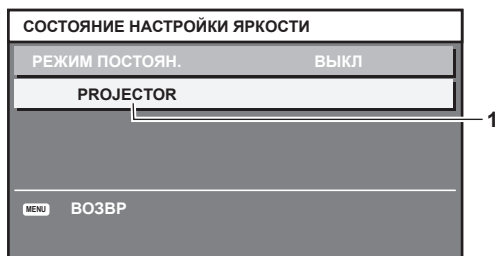 СОСТОЯНИЕ НАСТРОЙКИ ЯРКОСТИ
РЕЖИМ ПОСТОЯН. ВЫКЛ
PROJECTOR
1
MENU ВОЗВР